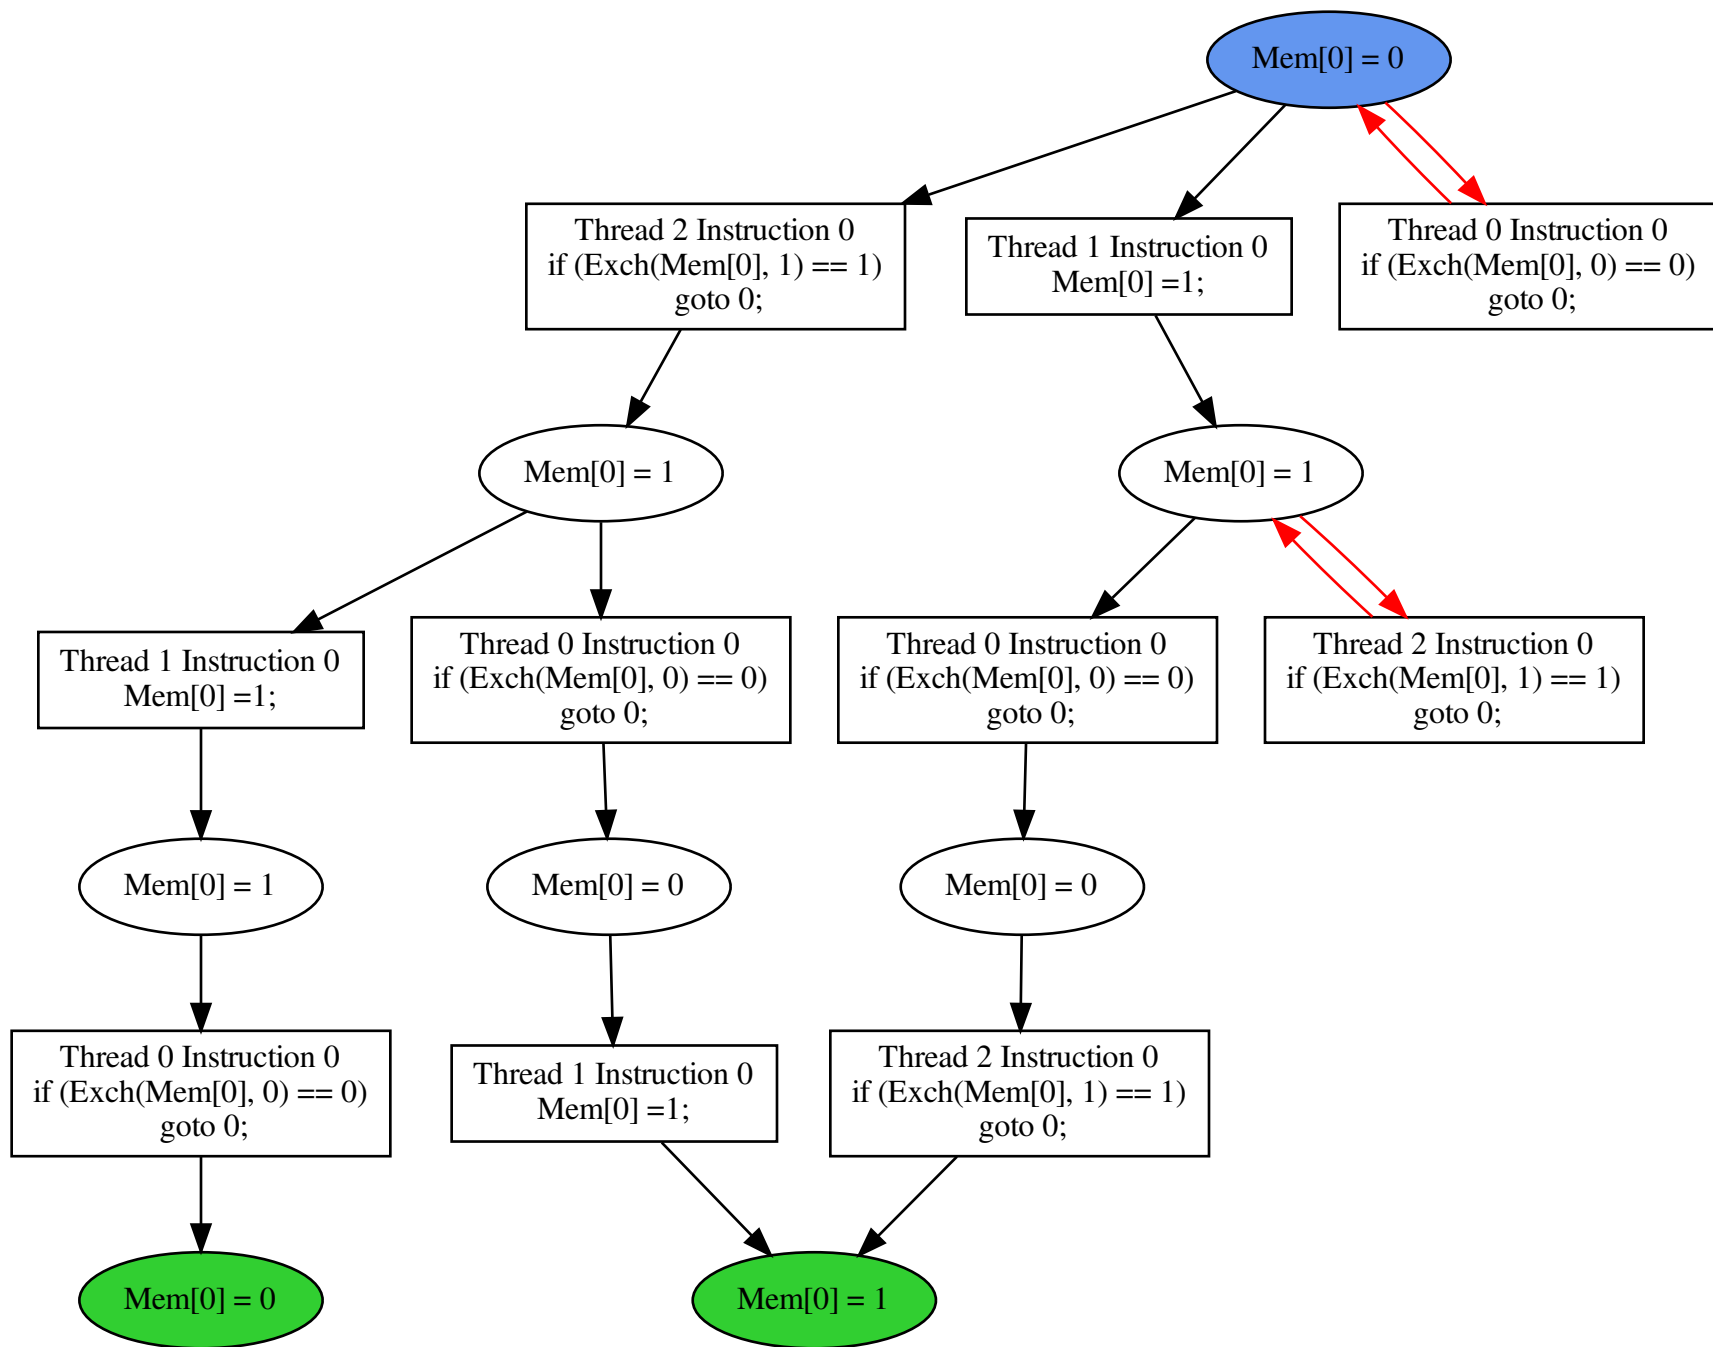 Mem[0] = 0
Thread 2 Instruction 0
if (Exch(Mem[0], 1) == 1)
goto 0;
Thread 1 Instruction 0
Mem[0] =1;
Thread 0 Instruction 0
if (Exch(Mem[0], 0) == 0)
goto 0;
Mem[0] = 1
Mem[0] = 1
Thread 1 Instruction 0
Mem[0] =1;
Thread 0 Instruction 0
if (Exch(Mem[0], 0) == 0)
goto 0;
Thread 0 Instruction 0
if (Exch(Mem[0], 0) == 0)
goto 0;
Thread 2 Instruction 0
if (Exch(Mem[0], 1) == 1)
goto 0;
Mem[0] = 1
Mem[0] = 0
Mem[0] = 0
Thread 0 Instruction 0
if (Exch(Mem[0], 0) == 0)
goto 0;
Thread 1 Instruction 0
Mem[0] =1;
Thread 2 Instruction 0
if (Exch(Mem[0], 1) == 1)
goto 0;
Mem[0] = 0
Mem[0] = 1